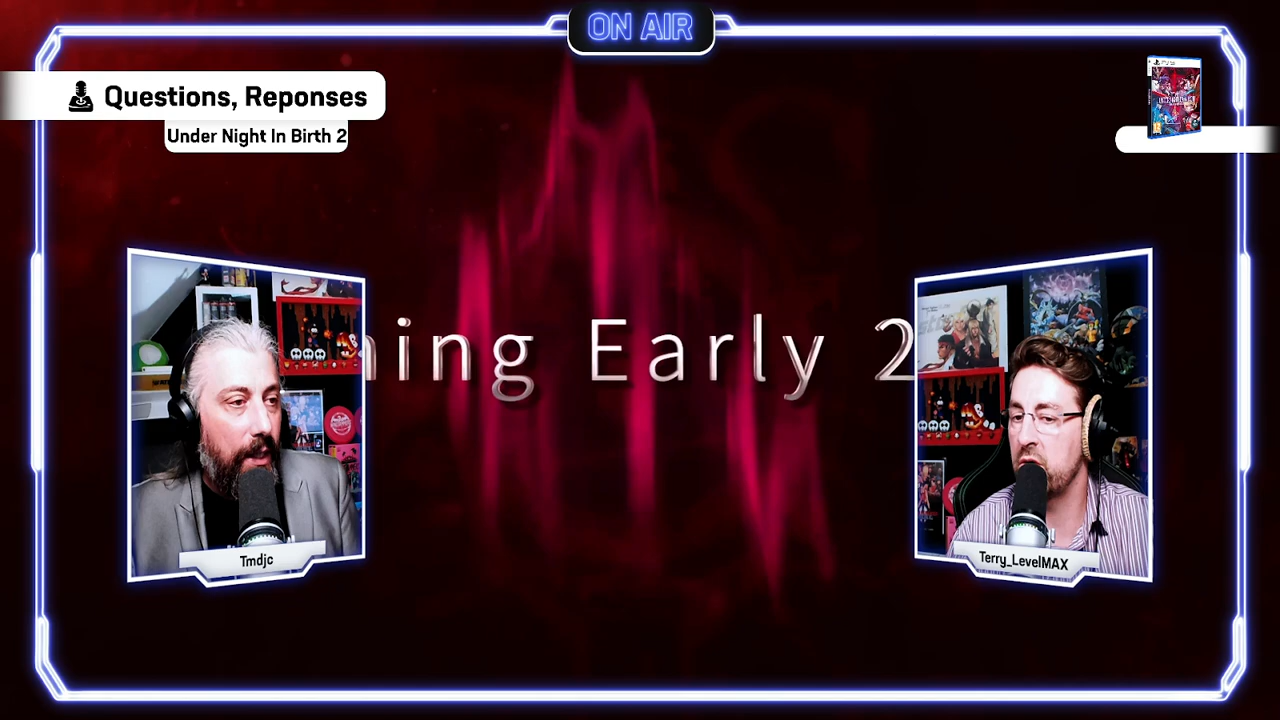 ON AIR
Questions, Reponses
Under Night In Birth 2
ning Early 2
Tmdjc
Terry_LevelMAX